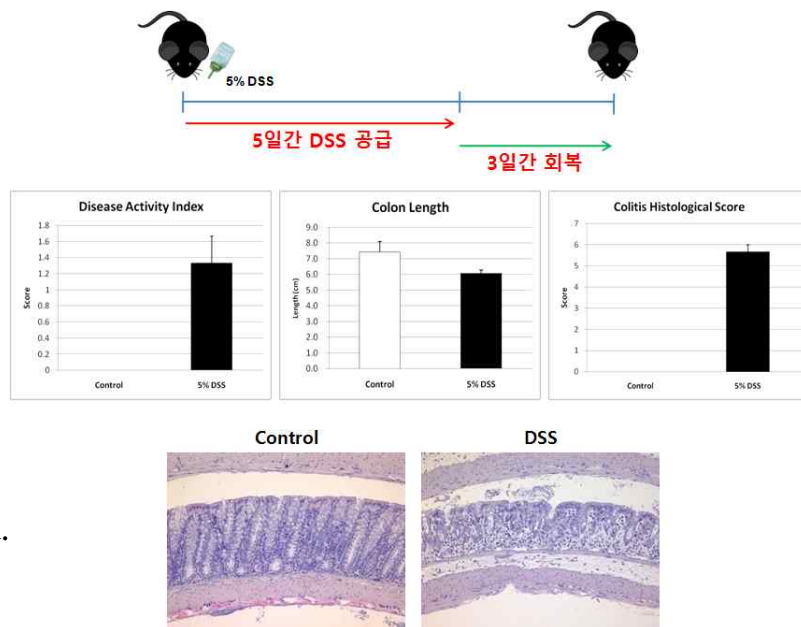 5% DSS
5일간 DSS 공급
3일간 회복
Disease Activity Index
1.8
1.6
1.4
1.2
1
0.8
0.6
0.4
0.2
0
Score
Control 5% DSS
Colon Length
9.0
8.0
7.0
6.0
5.0
4.0
3.0
2.0
1.0
0.0
Length (cm)
Control 5% DSS
Colitis Histological Score
7
6
5
4
3
2
1
0
Score
Control 5% DSS
Control DSS